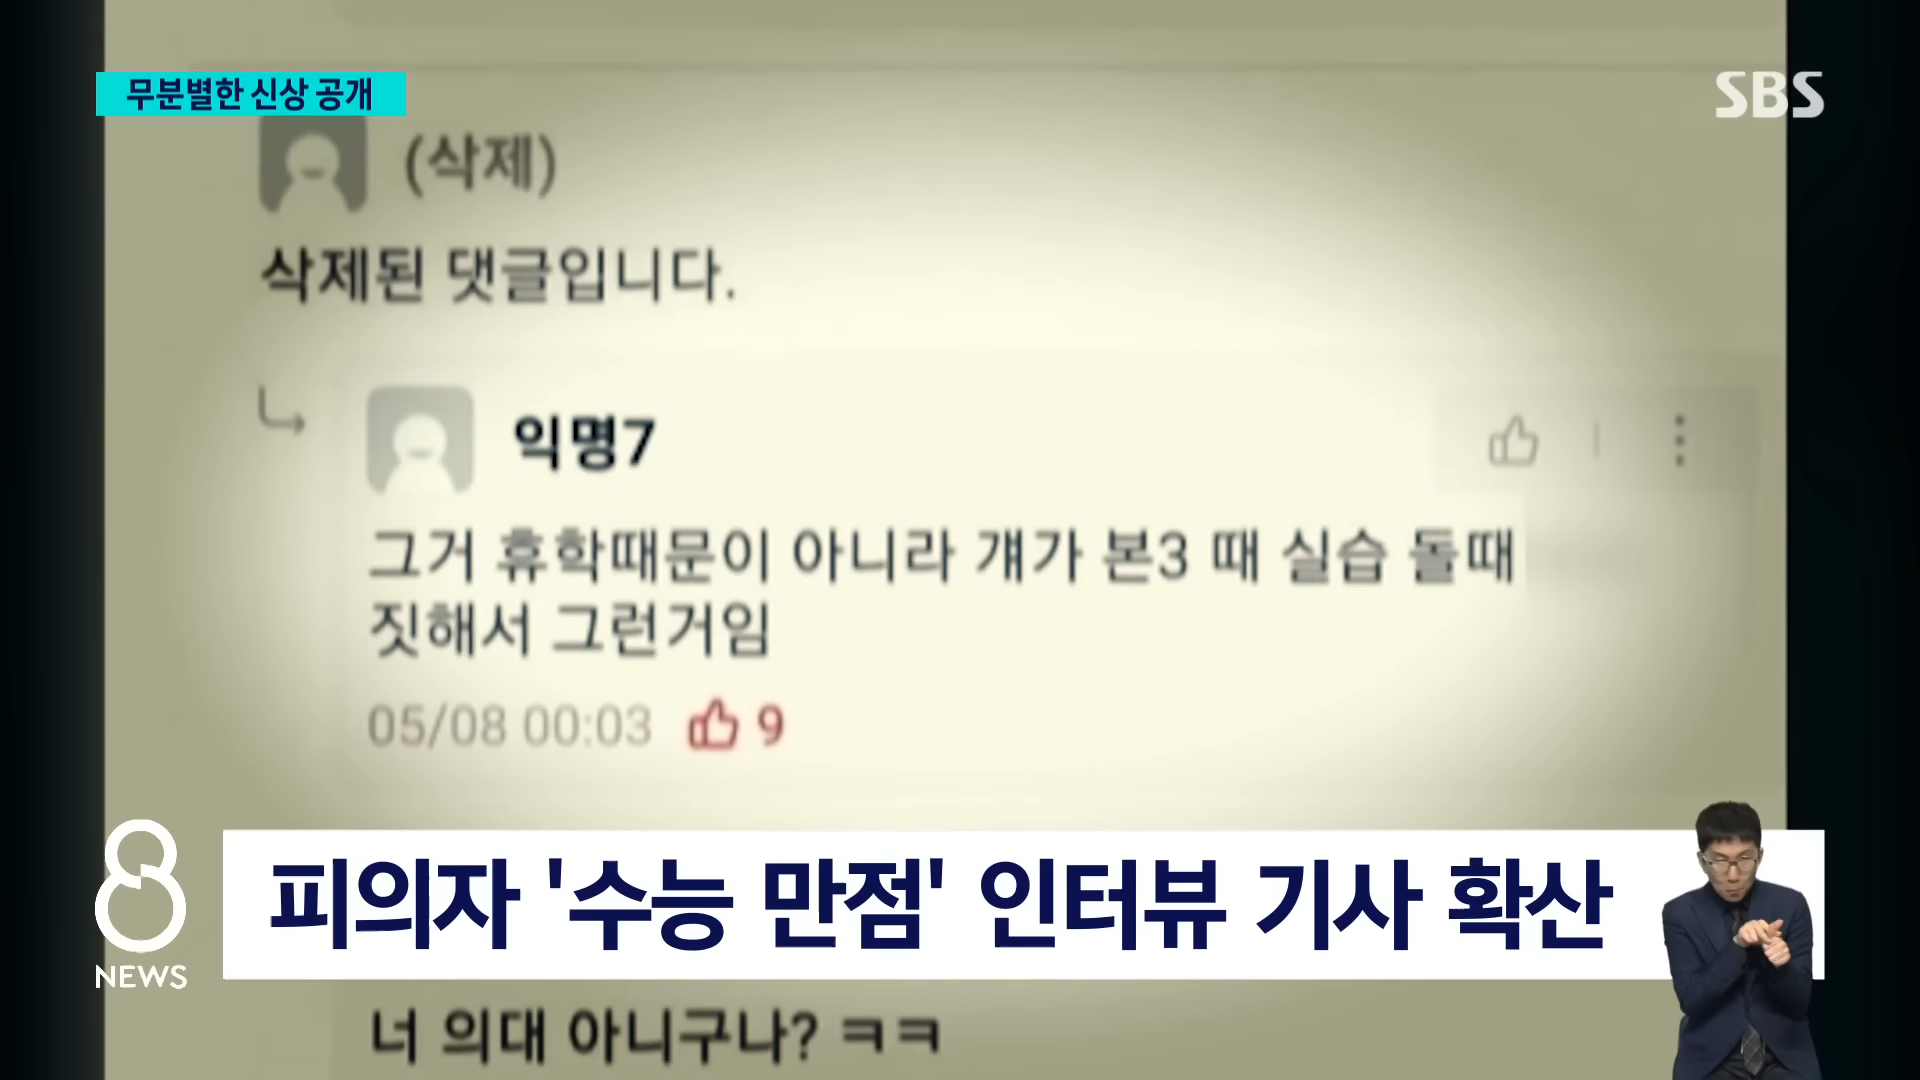 무분별한 신상 공개
SBS
(삭제)
삭제된 댓글입니다.
익명7
그거 휴학때문이 아니라 걔가 본3 때 실습 돌때
짓해서 그런거임
05/08 00:03 9
8 NEWS
피의자 '수능 만점' 인터뷰 기사 확산
너 의대 아니구나? ㅋㅋ